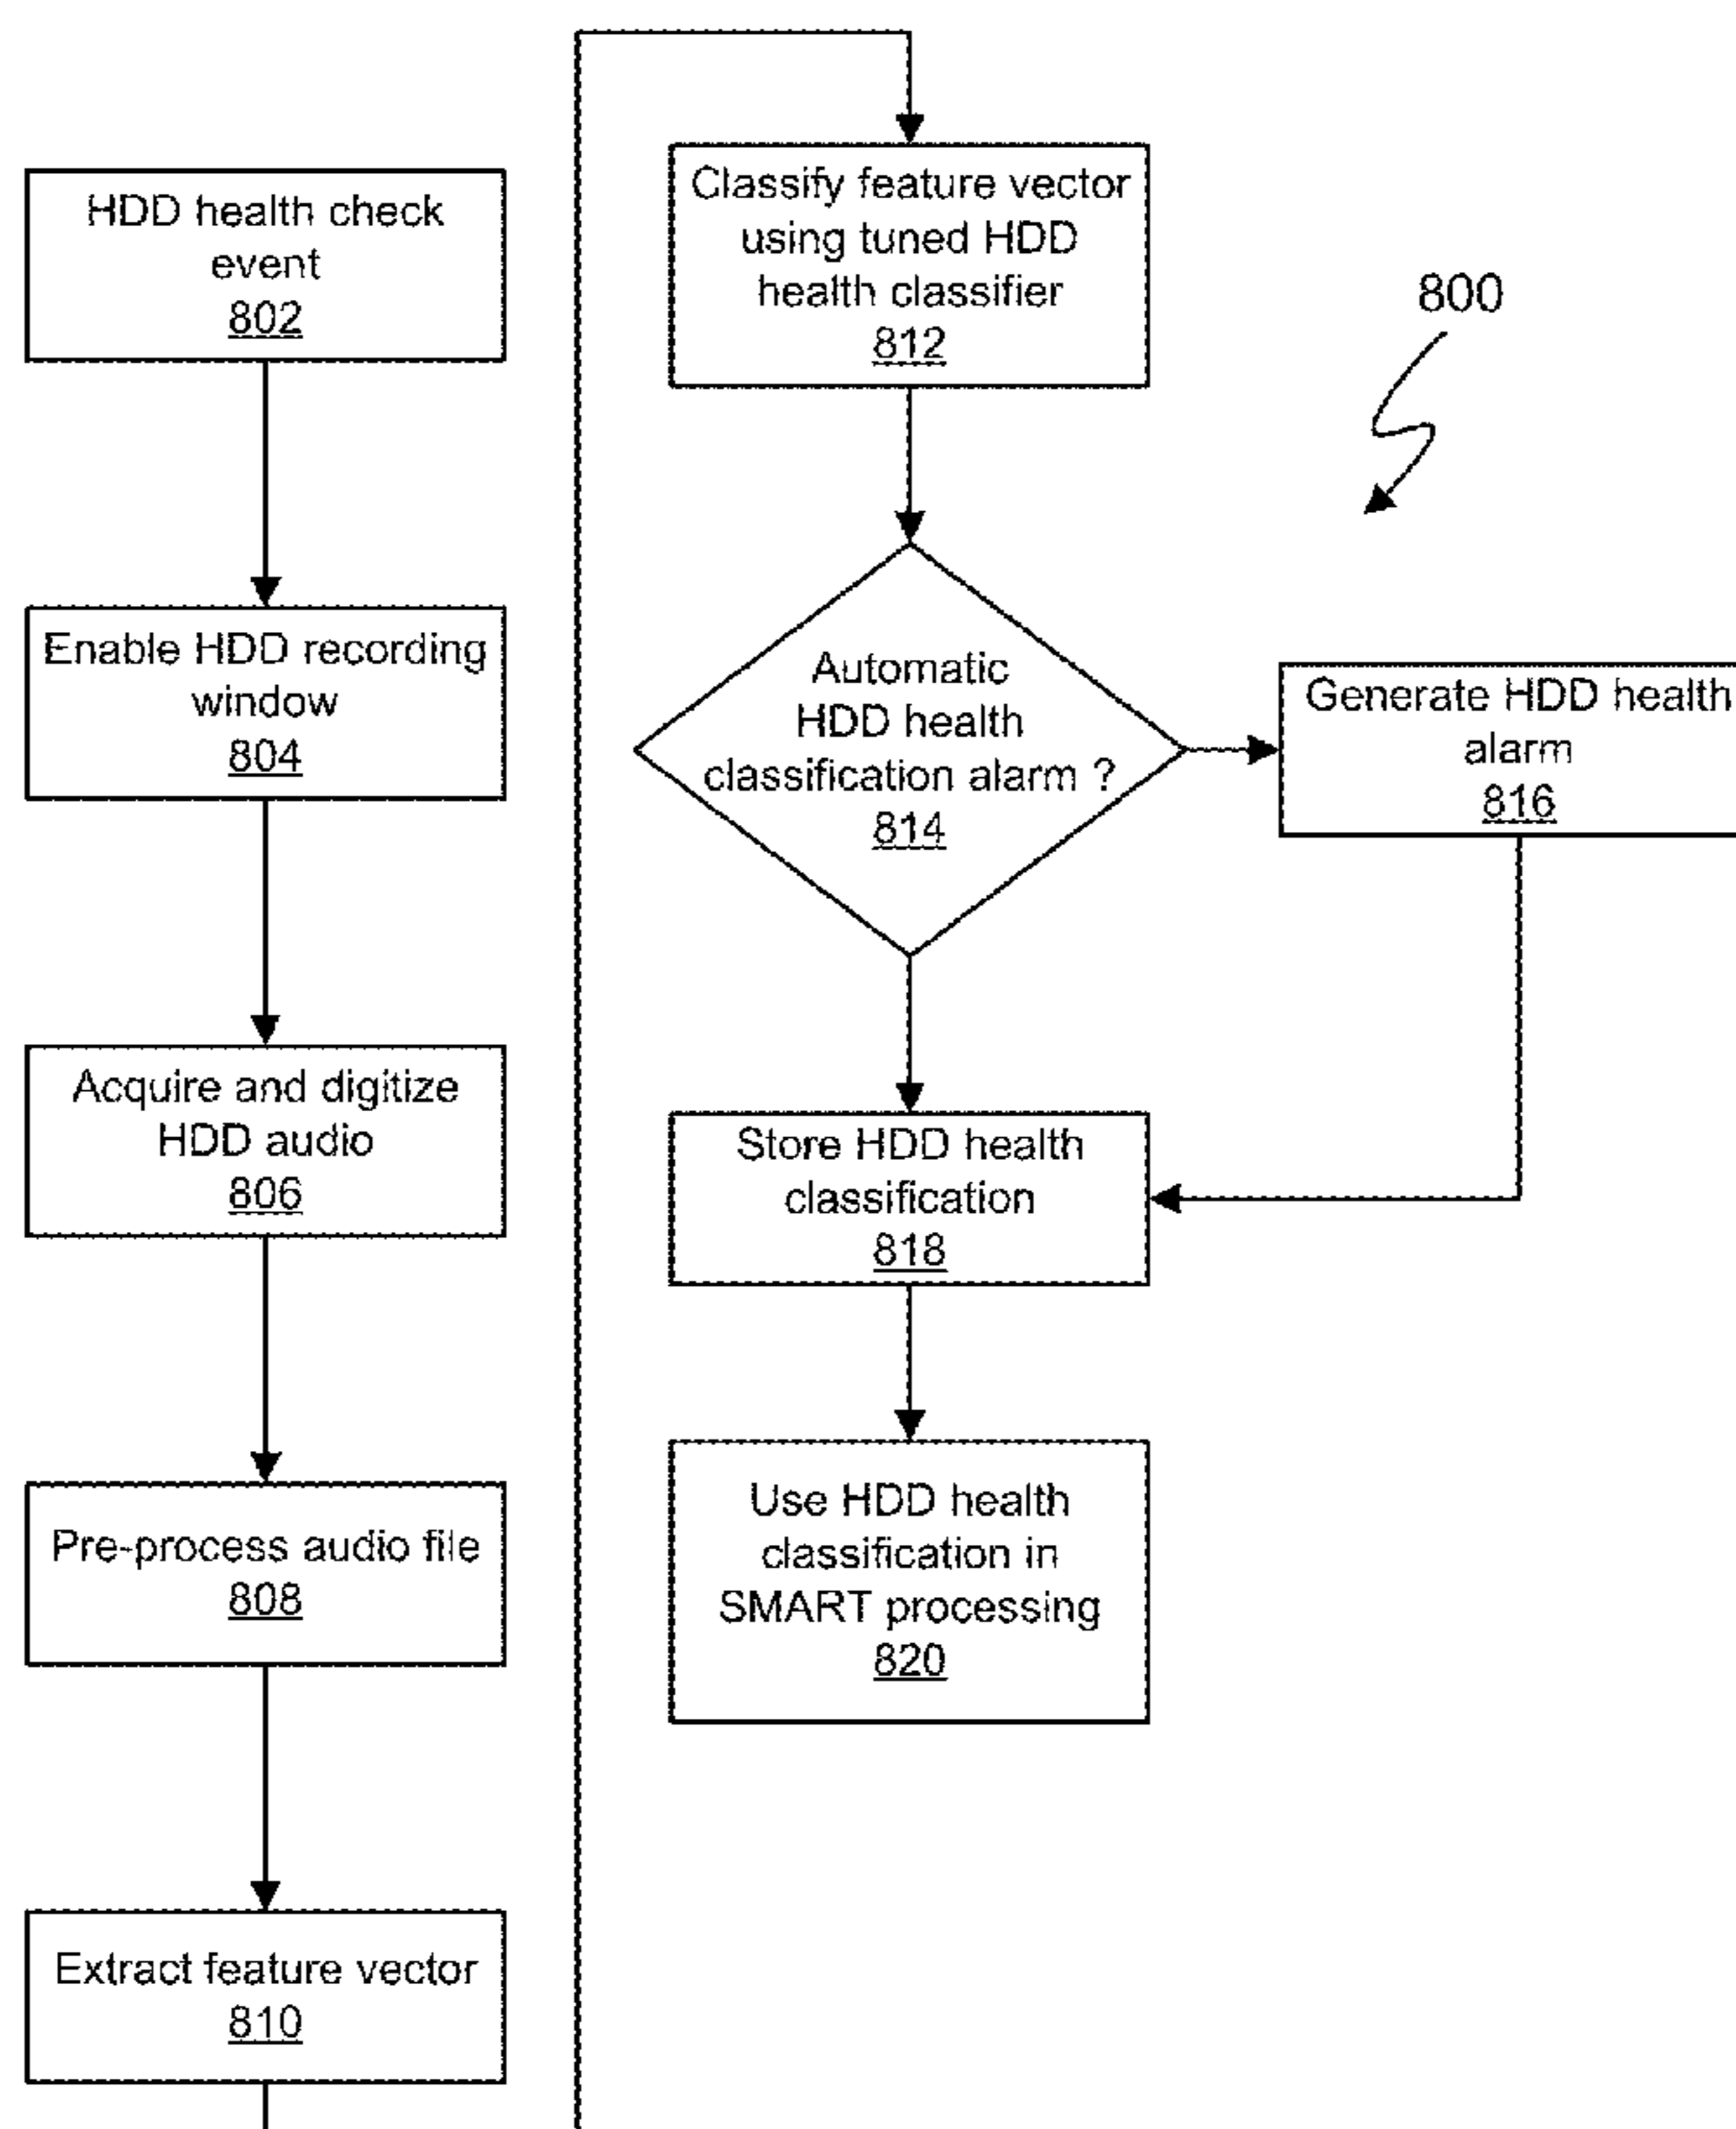 HDD health check
event
802
Enable HDD recording
window
804
Acquire and digitize
HDD audio
806
Pre-process audio file
808
Extract feature vector
810
Classify feature vector
using tuned HDD
health classifier
812
Automatic
HDD health
classification alarm ?
814
Generate HDD health
alarm
816
Store HDD health
classification
818
Use HDD health
classification in
SMART processing
820
800